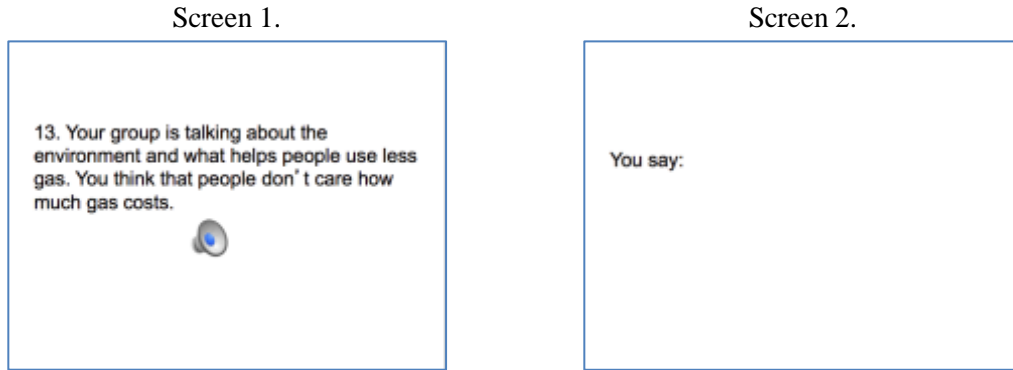 Screen 1.
Screen 2.
13. Your group is talking about the
environment and what helps people use less
gas. You think that people don’t care how
much gas costs.
You say: